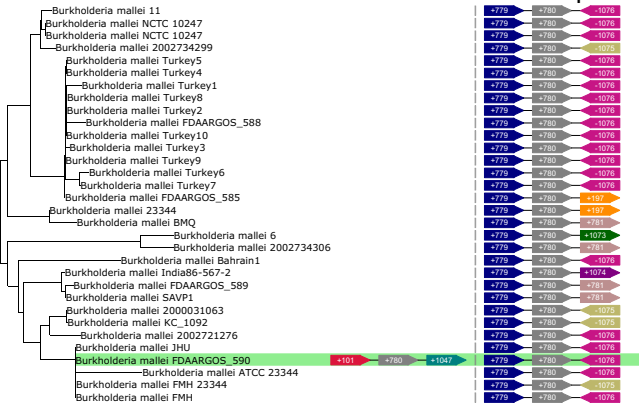 Burkholderia mallei 11 +779 +780 -1076
Burkholderia mallei NCTC 10247 +779 +780 -1076
Burkholderia mallei NCTC 10247 +779 +780 -1076
Burkholderia mallei 2002734299 +779 +780 -1075
Burkholderia mallei Turkey5 +779 +780 -1076
Burkholderia mallei Turkey4 +779 +780 -1076
Burkholderia mallei Turkey1 +779 +780 -1076
Burkholderia mallei Turkey8 +779 +780 -1076
Burkholderia mallei Turkey2 +779 +780 -1076
Burkholderia mallei FDAARGOS_588 +779 +780 -1076
Burkholderia mallei Turkey10 +779 +780 -1076
Burkholderia mallei Turkey3 +779 +780 -1076
Burkholderia mallei Turkey9 +779 +780 -1076
Burkholderia mallei Turkey6 +779 +780 -1076
Burkholderia mallei Turkey7 +779 +780 -1076
Burkholderia mallei FDAARGOS_585 +779 +780 +197
Burkholderia mallei 23344 +779 +780 +197
Burkholderia mallei BMQ +779 +780 +781
Burkholderia mallei 6 +779 +780 +1073
Burkholderia mallei 2002734306 +779 +780 +781
Burkholderia mallei Bahrain1 +779 +780 -1076
Burkholderia mallei India86-567-2 +779 +780 +1074
Burkholderia mallei FDAARGOS_589 +779 +780 +781
Burkholderia mallei SAVP1 +779 +780 +781
Burkholderia mallei 2000031063 +779 +780 -1075
Burkholderia mallei KC_1092 +779 +780 -1075
Burkholderia mallei 2002721276 +779 +780 -1076
Burkholderia mallei JHU +779 +780 -1076
Burkholderia mallei FDAARGOS_590 +101 +780 +1047 +779 +780 -1076
Burkholderia mallei ATCC 23344 +779 +780 -1076
Burkholderia mallei FMH 23344 +779 +780 -1075
Burkholderia mallei FMH +779 +780 -1076